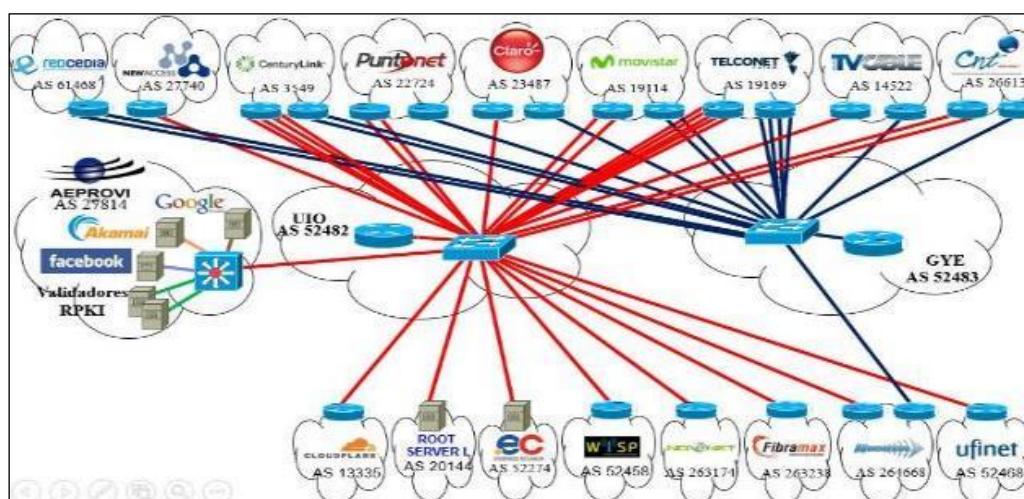 redcedia
AS 61468
NEWACCESS
AS 27740
CenturyLink
AS 3549
Puntonet
AS 22724
Claro
AS 23487
movistar
AS 19114
TELCONET
AS 19169
TVCABLE
AS 14522
Cnt
AS 26613
AEPROVI
AS 27814
Google
Akamai
facebook
Validadores
RPKI
UIO
AS 52482
GYE
AS 52483
CLOUDFLARE
AS 13335
ROOT
SERVER L
AS 20144
.ec
AS 52274
WISP
AS 52458
AS 263174
Fibramax
AS 263238
AS 264668
ufinet
AS 52468